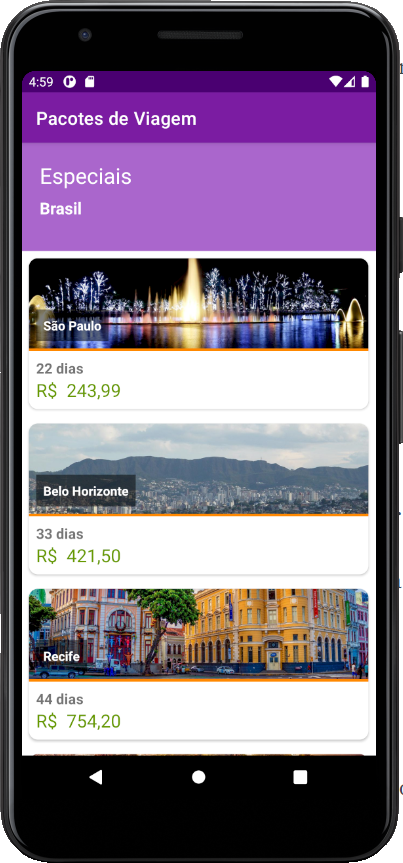 4:59
Pacotes de Viagem
Especiais
Brasil
São Paulo
22 dias
R$ 243,99
Belo Horizonte
33 dias
R$ 421,50
Recife
44 dias
R$ 754,20